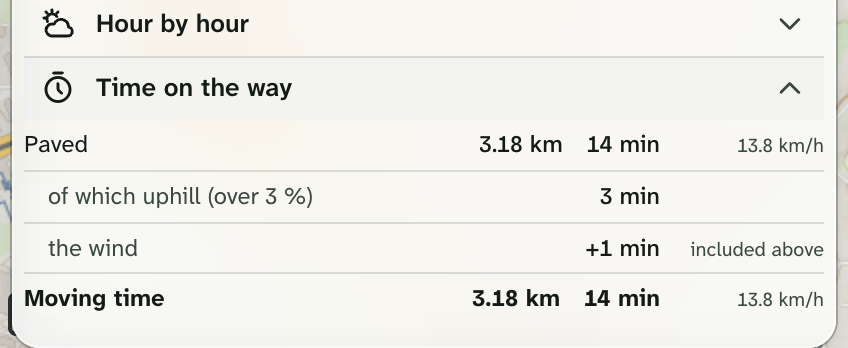 Hour by hour
Time on the way
Paved 3.18 km 14 min 13.8 km/h
of which uphill (over 3 %) 3 min
the wind +1 min included above
Moving time 3.18 km 14 min 13.8 km/h